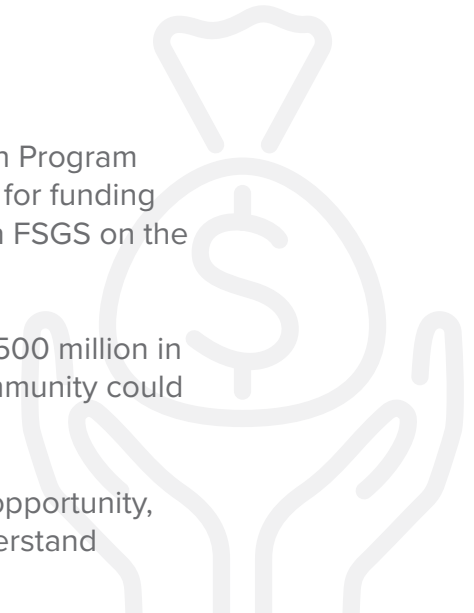 n Program
for funding
n FSGS on the
500 million in
mmunity could
opportunity,
erstand
$